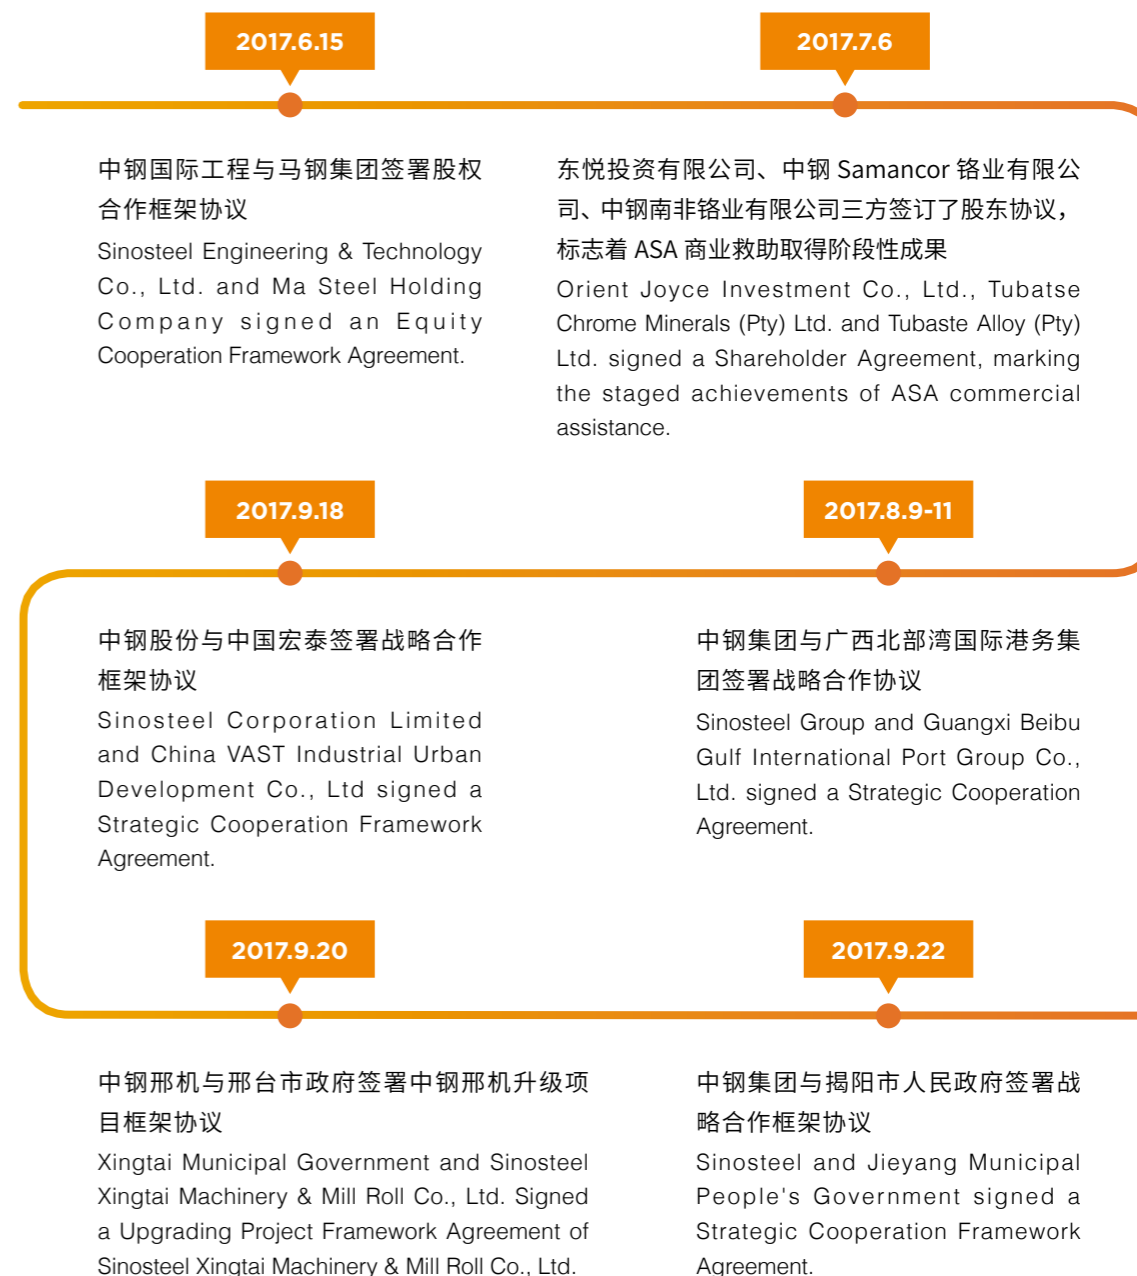 2017.6.15
中钢国际工程与马钢集团签署股权
合作框架协议
Sinosteel Engineering & Technology
Co., Ltd. and Ma Steel Holding
Company signed an Equity
Cooperation Framework Agreement.
2017.7.6
东悦投资有限公司、中钢 Samancor 铬业有限公
司、中钢南非铬业有限公司三方签订了股东协议，
标志着 ASA 商业救助取得阶段性成果
Orient Joyce Investment Co., Ltd., Tubatse
Chrome Minerals (Pty) Ltd. and Tubaste Alloy (Pty)
Ltd. signed a Shareholder Agreement, marking
the staged achievements of ASA commercial
assistance.
2017.8.9-11
中钢集团与广西北部湾国际港务集
团签署战略合作协议
Sinosteel Group and Guangxi Beibu
Gulf International Port Group Co.,
Ltd. signed a Strategic Cooperation
Agreement.
2017.9.18
中钢股份与中国宏泰签署战略合作
框架协议
Sinosteel Corporation Limited
and China VAST Industrial Urban
Development Co., Ltd signed a
Strategic Cooperation Framework
Agreement.
2017.9.20
中钢邢机与邢台市政府签署中钢邢机升级项
目框架协议
Xingtai Municipal Government and Sinosteel
Xingtai Machinery & Mill Roll Co., Ltd. Signed
a Upgrading Project Framework Agreement of
Sinosteel Xingtai Machinery & Mill Roll Co., Ltd.
2017.9.22
中钢集团与揭阳市人民政府签署战
略合作框架协议
Sinosteel and Jieyang Municipal
People's Government signed a
Strategic Cooperation Framework
Agreement.